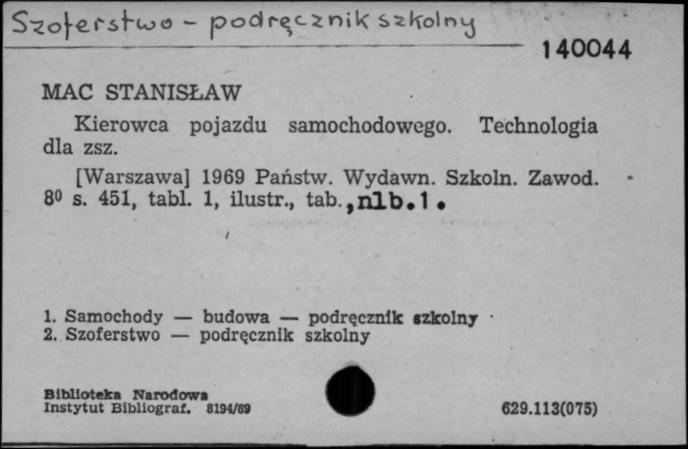 Szoferstwo - podręcznik szkolny
140044
MAC STANISŁAW
Kierowca pojazdu samochodowego. Technologia
dla zsz.
[Warszawa] 1969 Państw. Wydawn. Szkoln. Zawod.
8⁰ s. 451, tabl. 1, ilustr., tab., nlb.1.
1. Samochody — budowa — podręcznik szkolny
2. Szoferstwo — podręcznik szkolny
Biblioteka Narodowa
Instytut Bibliograf. 8194/69
629.113(075)